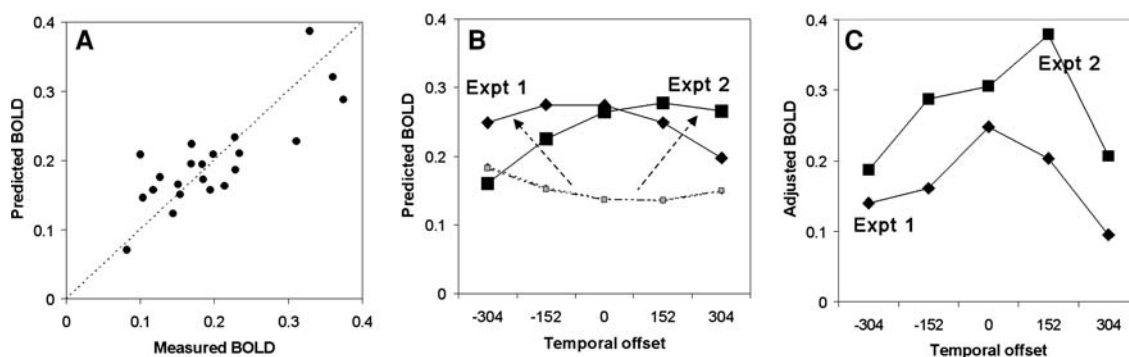 A
0.4
0.3
0.2
0.1
0
Predicted BOLD
0 0.1 0.2 0.3 0.4
Measured BOLD
B
0.4
0.3
0.2
0.1
0
Predicted BOLD
Expt 1 Expt 2
-304 -152 0 152 304
Temporal offset
C
0.4
0.3
0.2
0.1
0
Adjusted BOLD
Expt 2
Expt 1
-304 -152 0 152 304
Temporal offset